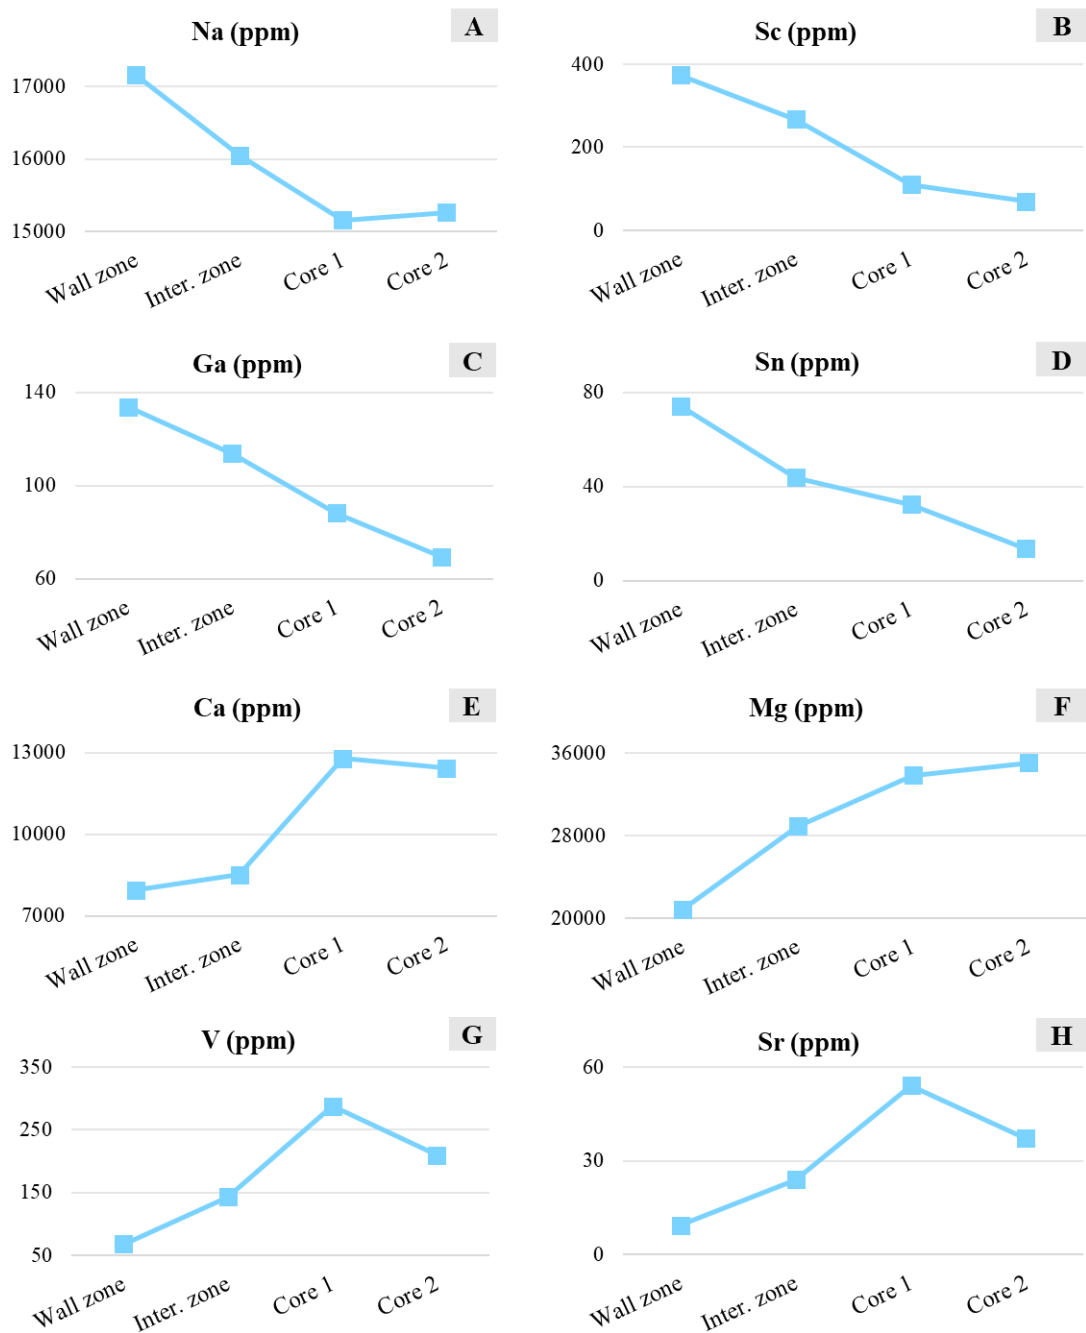 Na (ppm)
A
17000
16000
15000
Wall zone
Inter. zone
Core 1
Core 2
Sc (ppm)
B
400
200
0
Wall zone
Inter. zone
Core 1
Core 2
Ga (ppm)
C
140
100
60
Wall zone
Inter. zone
Core 1
Core 2
Sn (ppm)
D
80
40
0
Wall zone
Inter. zone
Core 1
Core 2
Ca (ppm)
E
13000
10000
7000
Wall zone
Inter. zone
Core 1
Core 2
Mg (ppm)
F
36000
28000
20000
Wall zone
Inter. zone
Core 1
Core 2
V (ppm)
G
350
250
150
50
Wall zone
Inter. zone
Core 1
Core 2
Sr (ppm)
H
60
30
0
Wall zone
Inter. zone
Core 1
Core 2